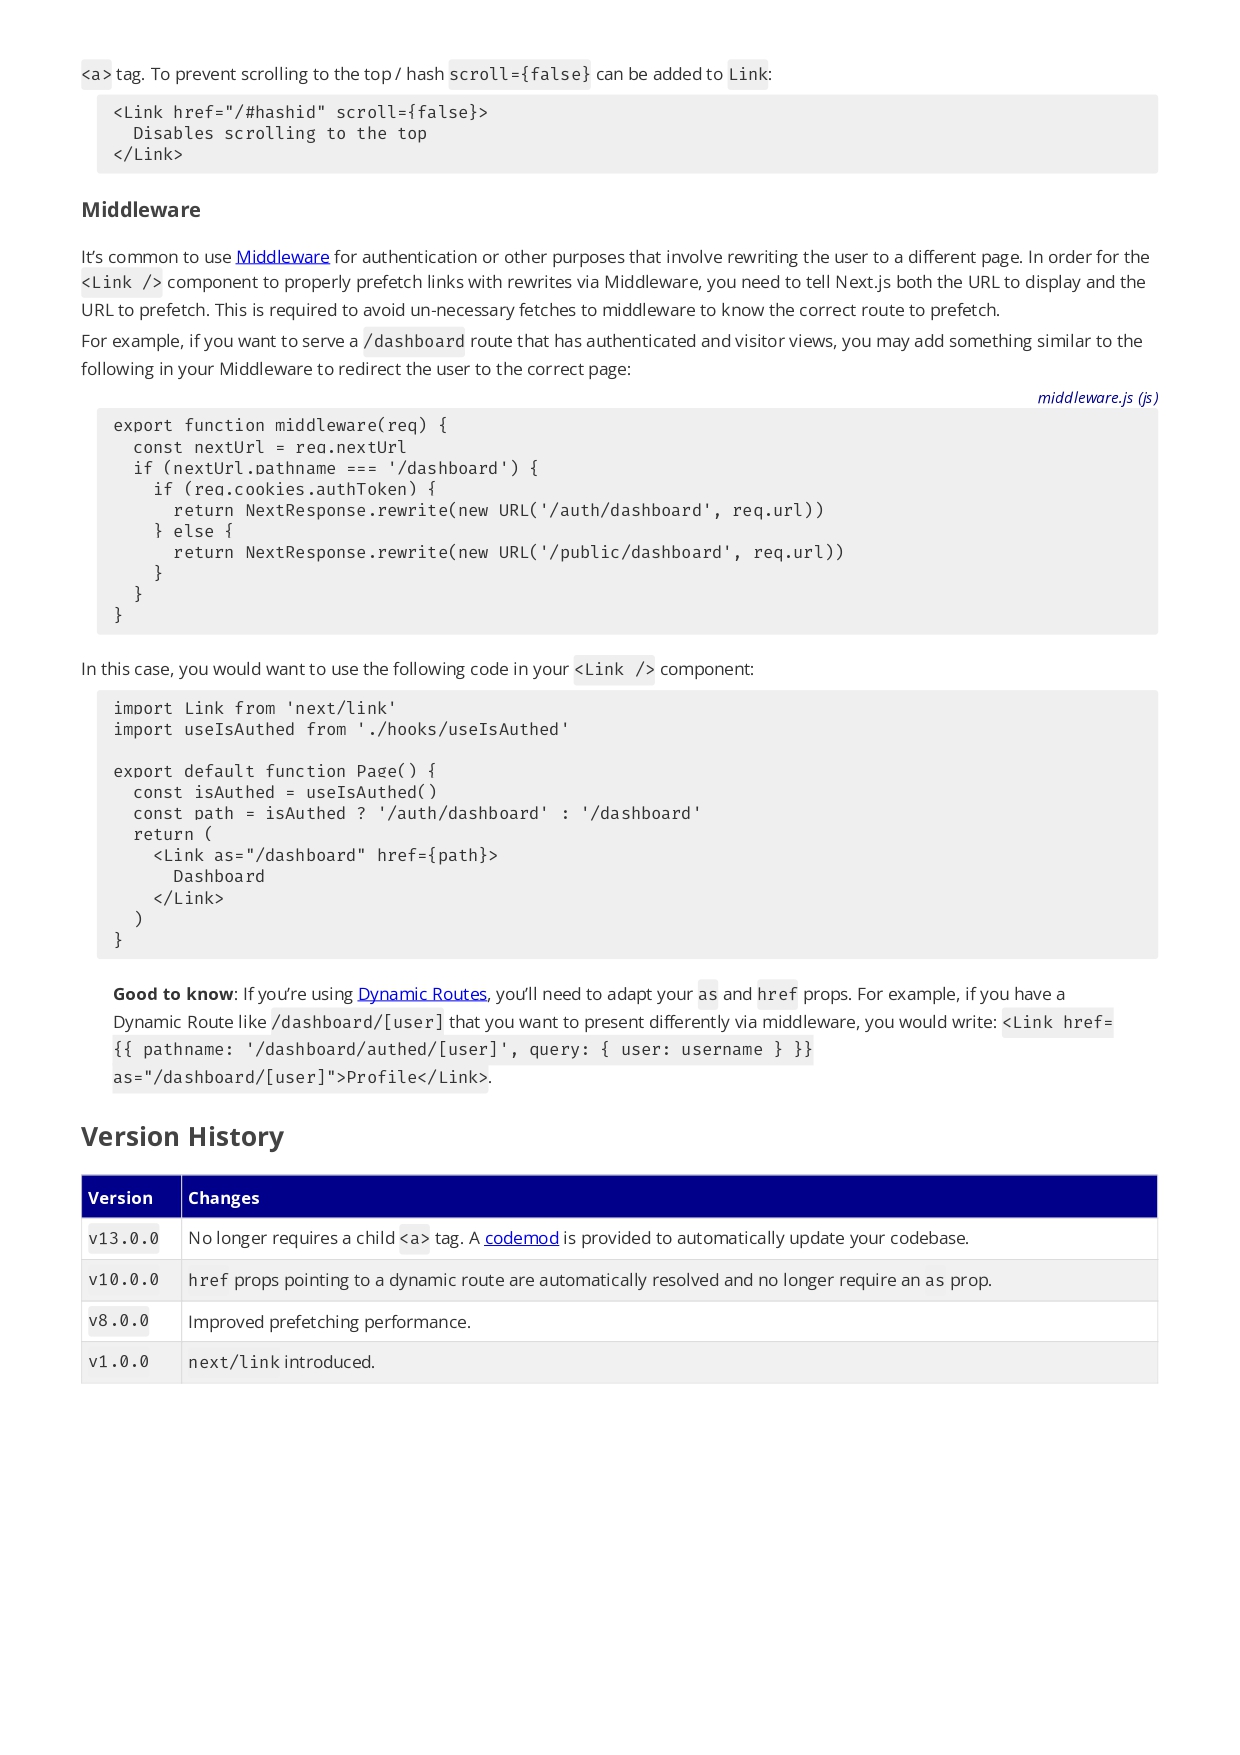 <a> tag. To prevent scrolling to the top / hash scroll={false} can be added to Link:
<Link href="/#hashid" scroll={false}>
  Disables scrolling to the top
</Link>
Middleware
It’s common to use Middleware for authentication or other purposes that involve rewriting the user to a different page. In order for the
<Link /> component to properly prefetch links with rewrites via Middleware, you need to tell Next.js both the URL to display and the
URL to prefetch. This is required to avoid un-necessary fetches to middleware to know the correct route to prefetch.
For example, if you want to serve a /dashboard route that has authenticated and visitor views, you may add something similar to the
following in your Middleware to redirect the user to the correct page:
middleware.js (js)
export function middleware(req) {
  const nextUrl = req.nextUrl
  if (nextUrl.pathname === '/dashboard') {
    if (req.cookies.authToken) {
      return NextResponse.rewrite(new URL('/auth/dashboard', req.url))
    } else {
      return NextResponse.rewrite(new URL('/public/dashboard', req.url))
    }
  }
}
In this case, you would want to use the following code in your <Link /> component:
import Link from 'next/link'
import useIsAuthed from './hooks/useIsAuthed'
export default function Page() {
  const isAuthed = useIsAuthed()
  const path = isAuthed ? '/auth/dashboard' : '/dashboard'
  return (
    <Link as="/dashboard" href={path}>
      Dashboard
    </Link>
  )
}
Good to know: If you’re using Dynamic Routes, you’ll need to adapt your as and href props. For example, if you have a
Dynamic Route like /dashboard/[user] that you want to present differently via middleware, you would write: <Link href=
{{ pathname: '/dashboard/authed/[user]', query: { user: username } }}
as="/dashboard/[user]">Profile</Link>.
Version History
Version Changes
v13.0.0 No longer requires a child <a> tag. A codemod is provided to automatically update your codebase.
v10.0.0 href props pointing to a dynamic route are automatically resolved and no longer require an as prop.
v8.0.0 Improved prefetching performance.
v1.0.0 next/link introduced.